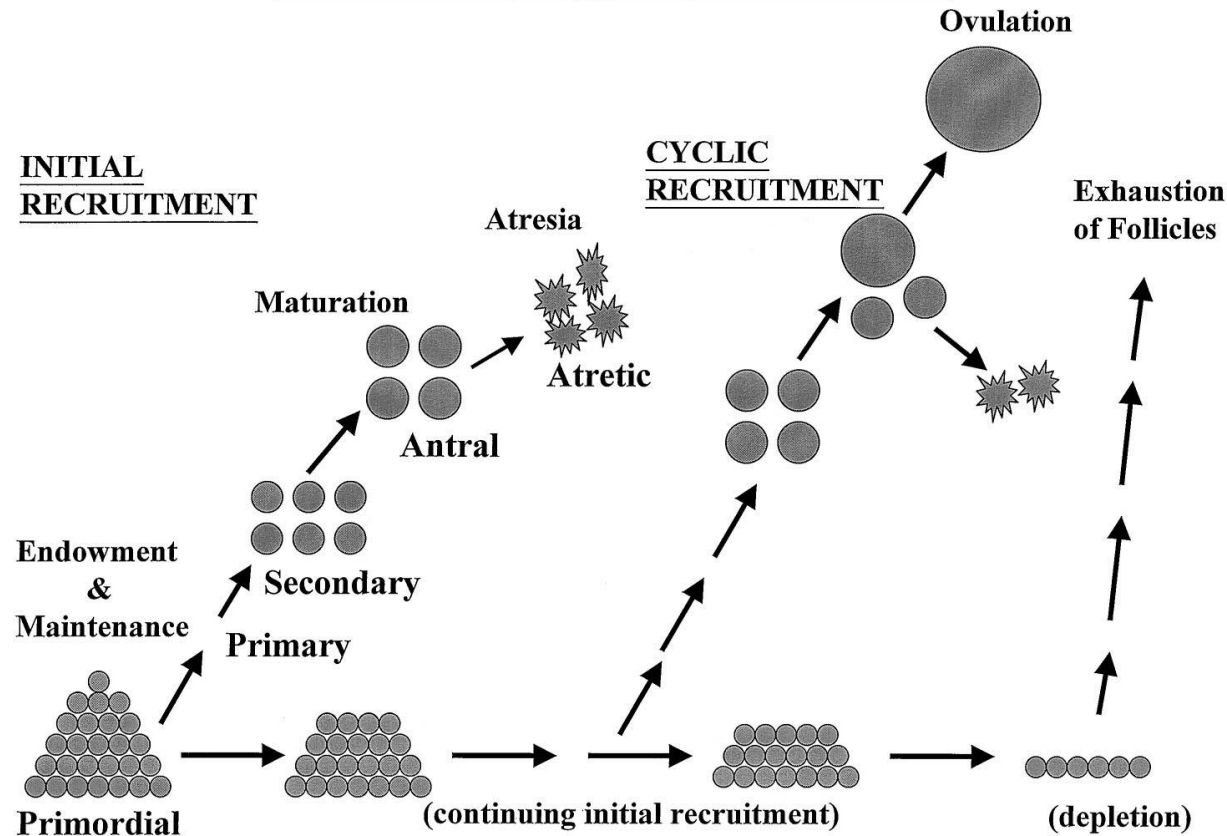 Ovulation
INITIAL
RECRUITMENT
CYCLIC
RECRUITMENT
Exhaustion
of Follicles
Atresia
Maturation
Atretic
Antral
Endowment
&
Maintenance
Secondary
Primary
Primordial
(continuing initial recruitment)
(depletion)